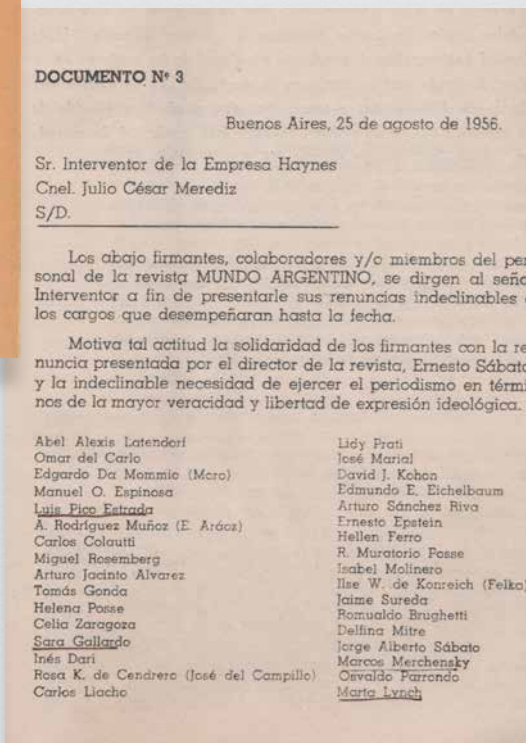 DOCUMENTO Nº 3
Buenos Aires, 25 de agosto de 1956.
Sr. Interventor de la Empresa Haynes
Cnel. Julio César Merediz
S/D.
Los abajo firmantes, colaboradores y/o miembros del per
sonal de la revista MUNDO ARGENTINO, se dirgen al seño
Interventor a fin de presentarle sus renuncias indeclinables
los cargos que desempeñaran hasta la fecha.
Motiva tal actitud la solidaridad de los firmantes con la re
nuncia presentada por el director de la revista, Ernesto Sábato
y la indeclinable necesidad de ejercer el periodismo en térmi
nos de la mayor veracidad y libertad de expresión ideológica.
Abel Alexis Latendorf
Omar del Carlo
Edgardo Da Mommio (Moro)
Manuel O. Espinosa
Luis Pico Estrada
A. Rodríguez Muñoz (E. Aráoz)
Carlos Colautti
Miguel Rosemberg
Arturo Jacinto Alvarez
Tomás Gonda
Helena Posse
Celia Zaragoza
Sara Gallardo
Inés Dari
Rosa K. de Cendrero (José del Campillo)
Carlos Liacho
Lidy Prati
José Marial
David J. Kohon
Edmundo E. Eichelbaum
Arturo Sánchez Riva
Ernesto Epstein
Hellen Ferro
R. Muratorio Posse
Isabel Molinero
Ilse W. de Konreich (Felka)
Jaime Sureda
Romualdo Brughetti
Delfina Mitre
Jorge Alberto Sábato
Marcos Merchensky
Osvaldo Parrondo
Marta Lynch